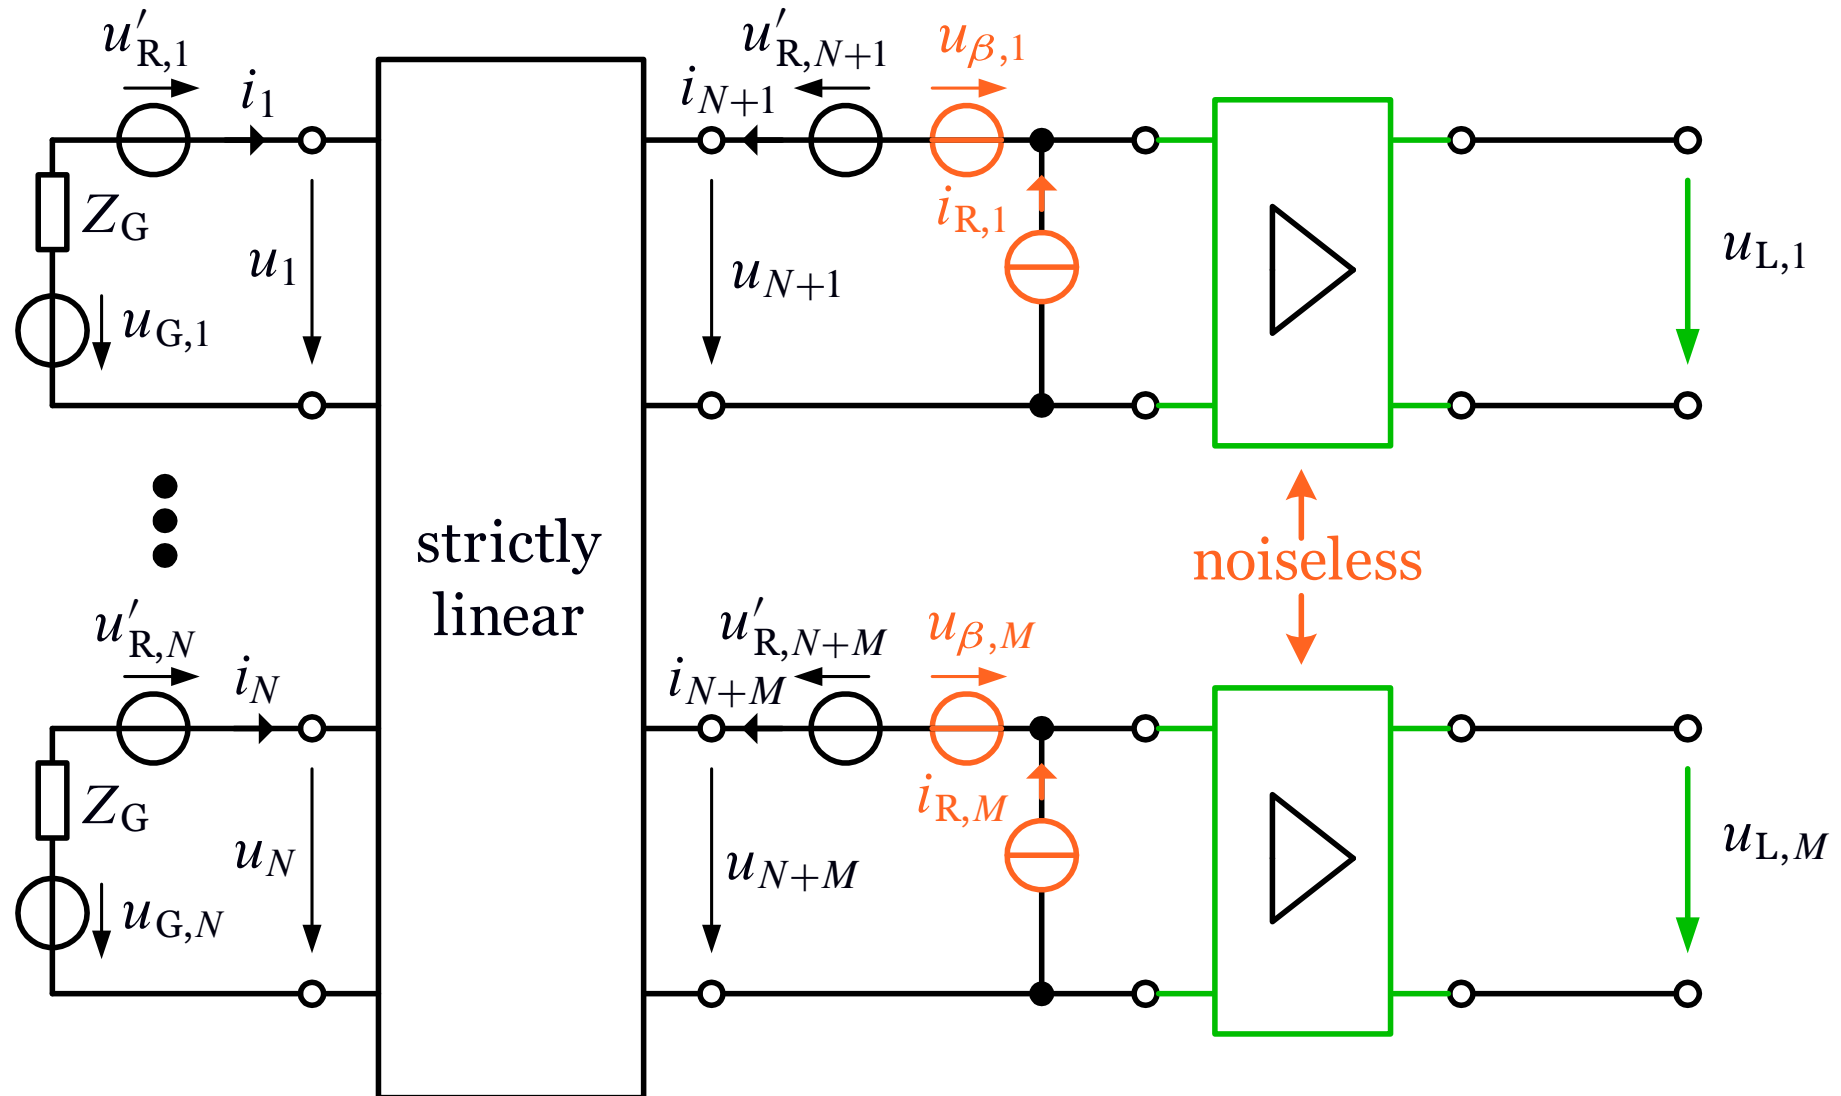 u′R,1
i1
u′R,N+1
uβ,1
iN+1
ZG
iR,1
u1
uN+1
uL,1
uG,1
strictly
linear
noiseless
u′R,N
iN
u′R,N+M
uβ,M
iN+M
ZG
iR,M
uN
uN+M
uL,M
uG,N